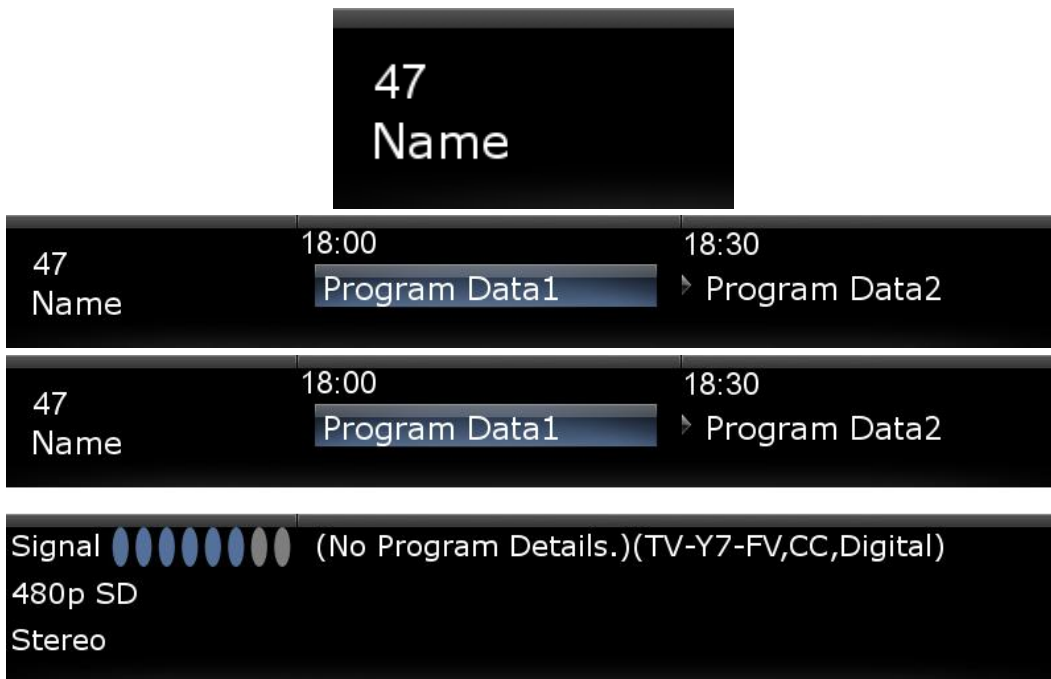 47
Name
18:00 18:30
47
Program Data1 Program Data2
Name
18:00 18:30
47
Program Data1 Program Data2
Name
Signal (No Program Details.)(TV-Y7-FV,CC,Digital)
480p SD
Stereo